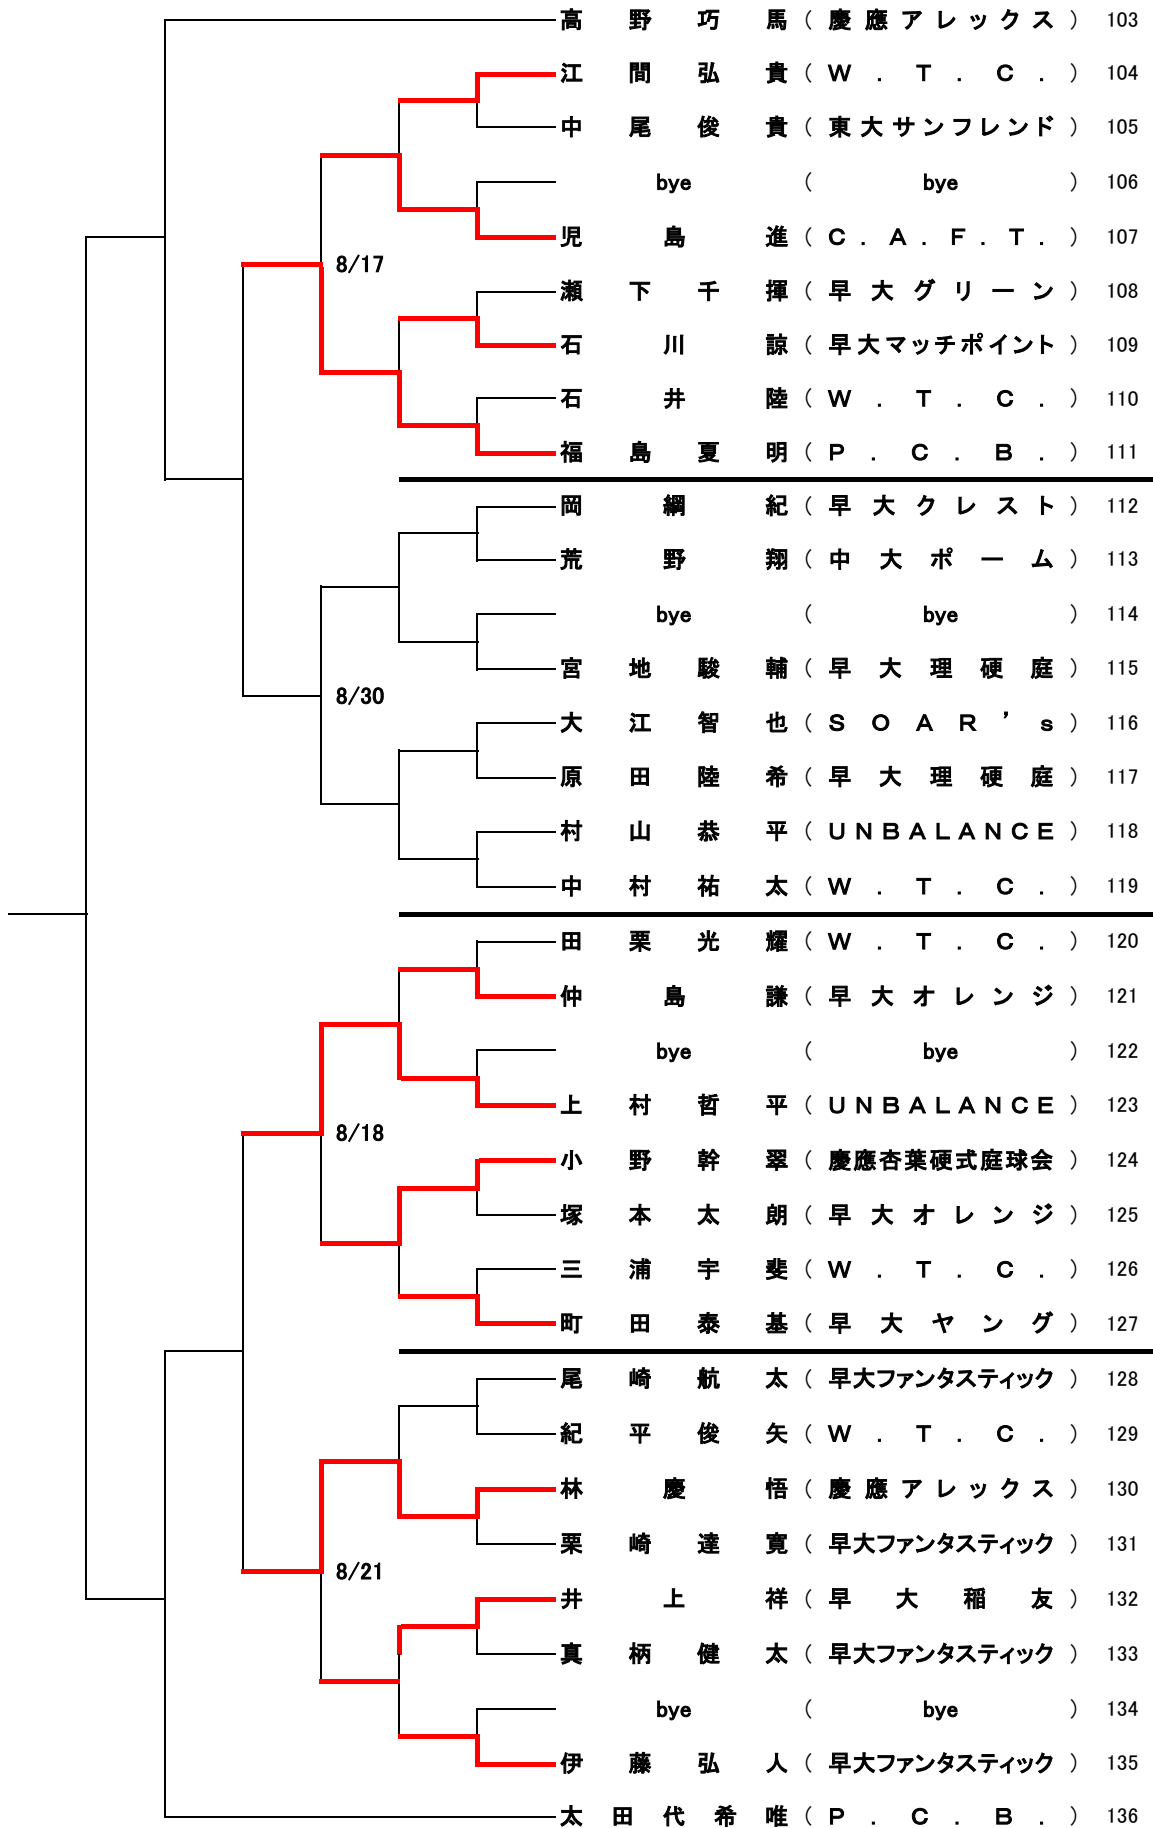 高野巧馬(慶應アレックス) 103
江間弘貴(W.T.C.) 104
中尾俊貴(東大サンフレンド) 105
bye(bye) 106
児島進(C.A.F.T.) 107
8/17
瀬下千揮(早大グリーン) 108
石川諒(早大マッチポイント) 109
石井陸(W.T.C.) 110
福島夏明(P.C.B.) 111
岡綱紀(早大クレスト) 112
荒野翔(中大ポーム) 113
bye(bye) 114
宮地駿輔(早大理硬庭) 115
8/30
大江智也(SOAR's) 116
原田陸希(早大理硬庭) 117
村山恭平(UNBALANCE) 118
中村祐太(W.T.C.) 119
田栗光耀(W.T.C.) 120
仲島謙(早大オレンジ) 121
bye(bye) 122
上村哲平(UNBALANCE) 123
8/18
小野幹翠(慶應杏葉硬式庭球会) 124
塚本太朗(早大オレンジ) 125
三浦宇斐(W.T.C.) 126
町田泰基(早大ヤング) 127
尾崎航太(早大ファンタスティック) 128
紀平俊矢(W.T.C.) 129
林慶悟(慶應アレックス) 130
栗崎達寛(早大ファンタスティック) 131
8/21
井上祥(早大稲友) 132
真柄健太(早大ファンタスティック) 133
bye(bye) 134
伊藤弘人(早大ファンタスティック) 135
太田代希唯(P.C.B.) 136